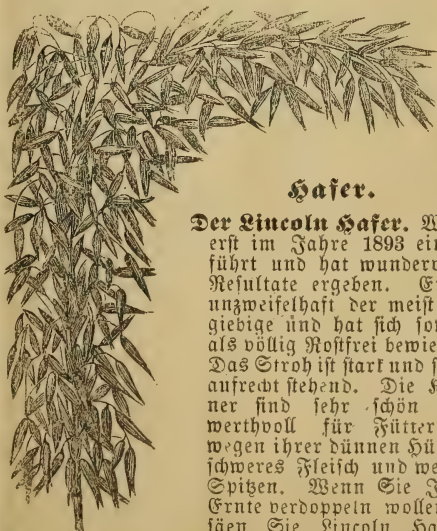 Hafer.
Der Lincoln Hafer.
erst im Jahre 1893 ein
führt und hat wunder
Resultate ergeben.
unzweifelhaft der meist
giebige und hat sich
als völlig Rostfrei bewie
Das Stroh ist stark und
aufrecht stehend. Die
ner sind sehr schön
werthvoll für Fütter
wegen ihrer dünnen Hü
schweres Fleisch und we
Spitzen. Wenn Sie
Ernte verdoppeln wolle
säen Sie Lincoln